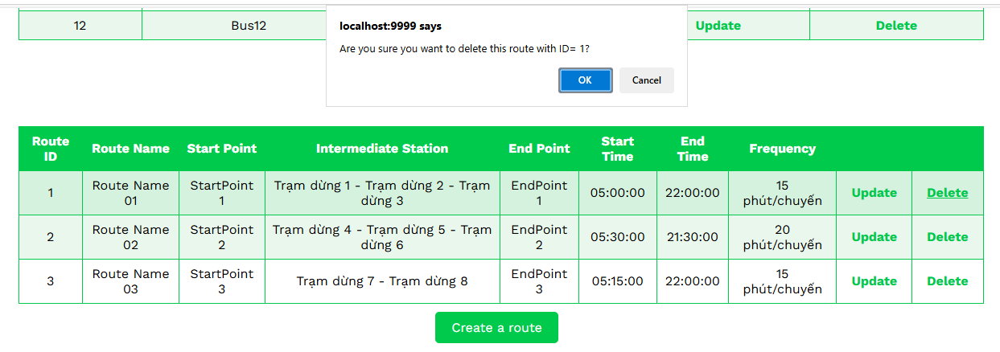 12 Bus12 Update Delete
localhost:9999 says
Are you sure you want to delete this route with ID= 1?
OK Cancel
Route ID Route Name Start Point Intermediate Station End Point Start Time End Time Frequency
1 Route Name 01 StartPoint 1 Trạm dừng 1 - Trạm dừng 2 - Trạm dừng 3 EndPoint 1 05:00:00 22:00:00 15 phút/chuyến Update Delete
2 Route Name 02 StartPoint 2 Trạm dừng 4 - Trạm dừng 5 - Trạm dừng 6 EndPoint 2 05:30:00 21:30:00 20 phút/chuyến Update Delete
3 Route Name 03 StartPoint 3 Trạm dừng 7 - Trạm dừng 8 EndPoint 3 05:15:00 22:00:00 15 phút/chuyến Update Delete
Create a route